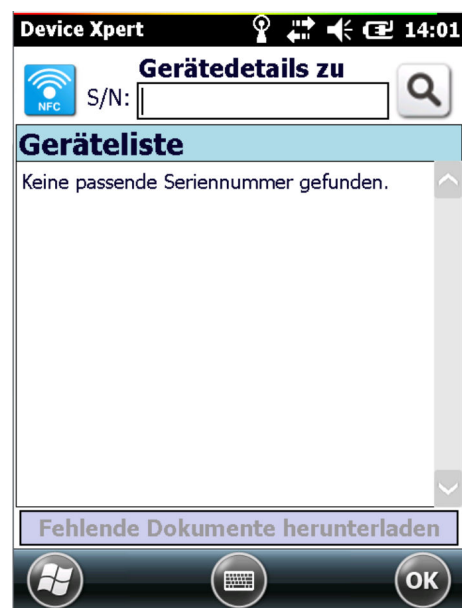 Device Xpert 14:01
Gerätedetails zu
NFC S/N:
Geräteliste
Keine passende Seriennummer gefunden.
Fehlende Dokumente herunterladen
OK